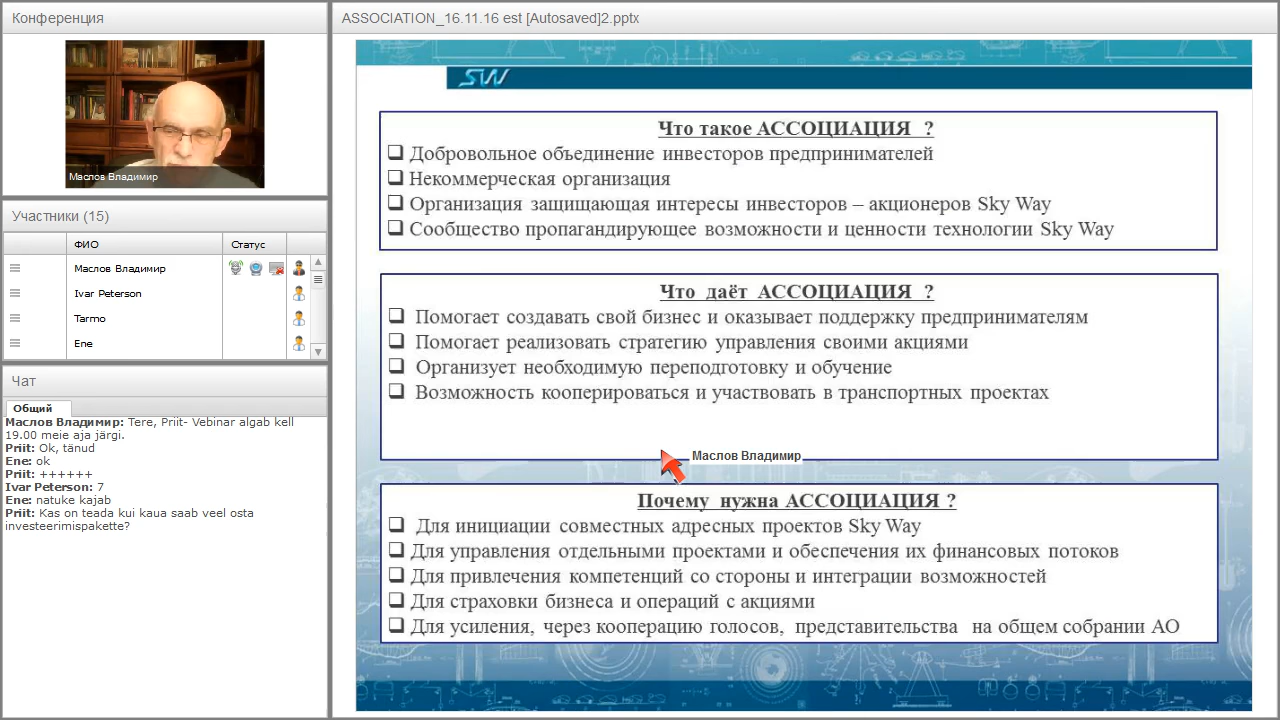 Конференция
Маслов Владимир
Участники (15)
ФИО Статус
Маслов Владимир
Ivar Peterson
Tarmo
Ene
Чат
Общий
Маслов Владимир: Tere, Priit- Vebinar algab kell
19.00 meie aja järgi.
Priit: Ok, tänud
Ene: ok
Priit: +++++++
Ivar Peterson: 7
Ene: natuke kajab
Priit: Kas on teada kui kaua saab veel osta
investeerimispakette?
ASSOCIATION_16.11.16 est [Autosaved]2.pptx
SW
Что такое АССОЦИАЦИЯ ?
Добровольное объединение инвесторов предпринимателей
Некоммерческая организация
Организация защищающая интересы инвесторов – акционеров Sky Way
Сообщество пропагандирующее возможности и ценности технологии Sky Way
Что даёт АССОЦИАЦИЯ ?
Помогает создавать свой бизнес и оказывает поддержку предпринимателям
Помогает реализовать стратегию управления своими акциями
Организует необходимую переподготовку и обучение
Возможность кооперироваться и участвовать в транспортных проектах
Маслов Владимир
Почему нужна АССОЦИАЦИЯ ?
Для инициации совместных адресных проектов Sky Way
Для управления отдельными проектами и обеспечения их финансовых потоков
Для привлечения компетенций со стороны и интеграции возможностей
Для страховки бизнеса и операций с акциями
Для усиления, через кооперацию голосов, представительства на общем собрании АО